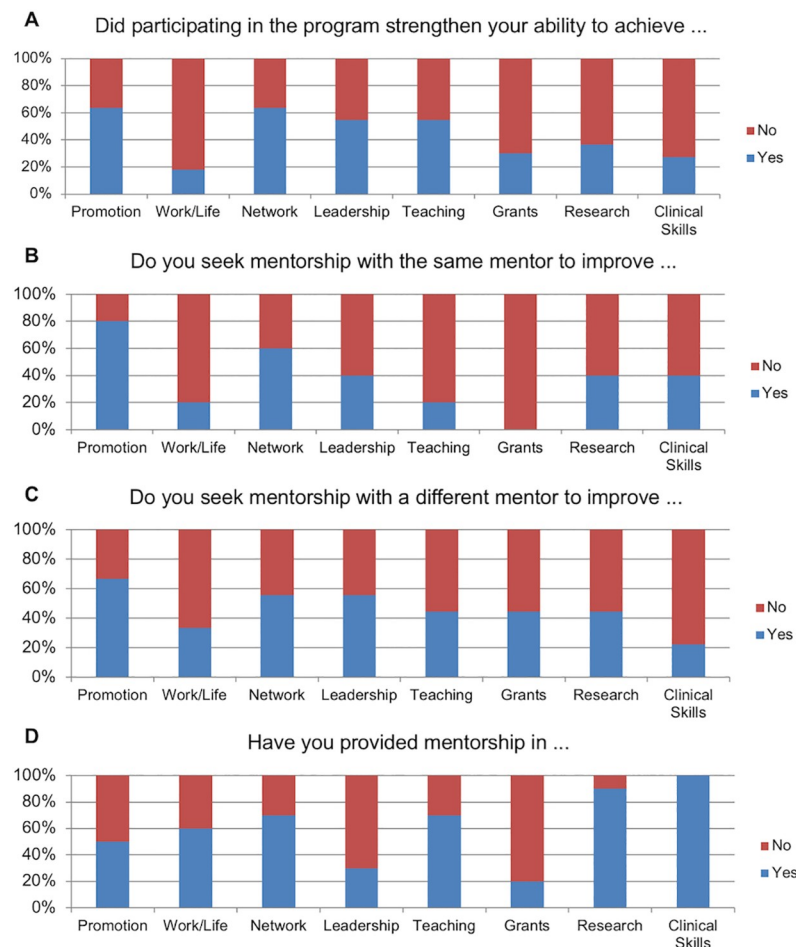 A
Did participating in the program strengthen your ability to achieve ...
100%
80%
60%
40%
20%
0%
No
Yes
Promotion Work/Life Network Leadership Teaching Grants Research Clinical
Skills
B
Do you seek mentorship with the same mentor to improve ...
100%
80%
60%
40%
20%
0%
No
Yes
Promotion Work/Life Network Leadership Teaching Grants Research Clinical
Skills
C
Do you seek mentorship with a different mentor to improve ...
100%
80%
60%
40%
20%
0%
No
Yes
Promotion Work/Life Network Leadership Teaching Grants Research Clinical
Skills
D
Have you provided mentorship in ...
100%
80%
60%
40%
20%
0%
No
Yes
Promotion Work/Life Network Leadership Teaching Grants Research Clinical
Skills